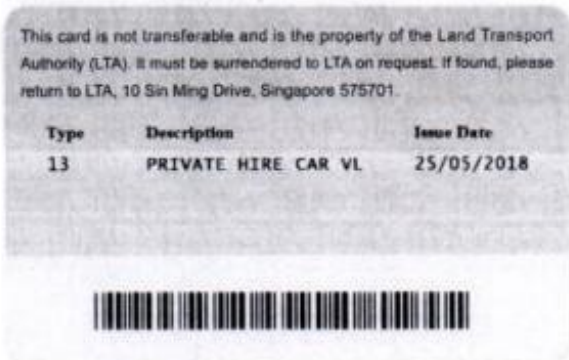 This card is not transferable and is the property of the Land Transport
Authority (LTA). It must be surrendered to LTA on request. If found, please
return to LTA, 10 Sin Ming Drive, Singapore 575701.
Type Description Issue Date
13 PRIVATE HIRE CAR VL 25/05/2018